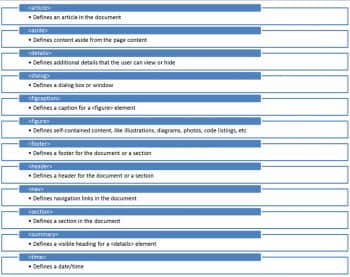 <article>
• Defines an article in the document
<aside>
• Defines content aside from the page content
<details>
• Defines additional details that the user can view or hide
<dialog>
• Defines a dialog box or window
<figcaption>
• Defines a caption for a <figure> element
<figure>
• Defines self-contained content, like illustrations, diagrams, photos, code listings, etc
<footer>
• Defines a footer for the document or a section
<header>
• Defines a header for the document or a section
<nav>
• Defines navigation links in the document
<section>
• Defines a section in the document
<summary>
• Defines a visible heading for a <details> element
<time>
• Defines a date/time